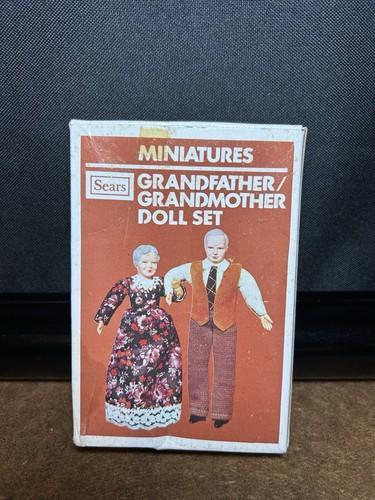 MINIATURES
Sears
GRANDFATHER/
GRANDMOTHER
DOLL SET